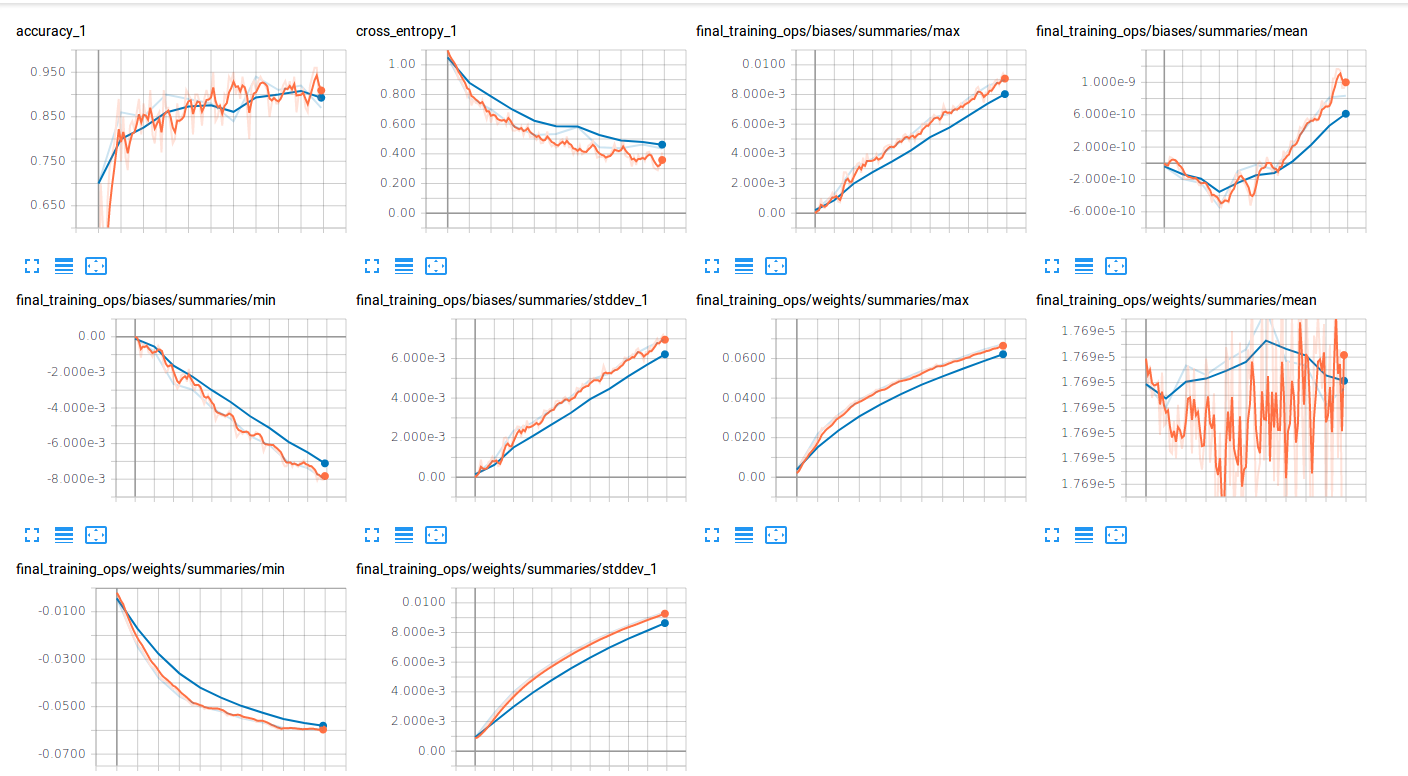 accuracy_1
0.950
0.850
0.750
0.650
cross_entropy_1
1.00
0.800
0.600
0.400
0.200
0.00
final_training_ops/biases/summaries/max
0.0100
8.000e-3
6.000e-3
4.000e-3
2.000e-3
0.00
final_training_ops/biases/summaries/mean
1.000e-9
6.000e-10
2.000e-10
-2.000e-10
-6.000e-10
final_training_ops/biases/summaries/min
0.00
-2.000e-3
-4.000e-3
-6.000e-3
-8.000e-3
final_training_ops/biases/summaries/stddev_1
6.000e-3
4.000e-3
2.000e-3
0.00
final_training_ops/weights/summaries/max
0.0600
0.0400
0.0200
0.00
final_training_ops/weights/summaries/mean
1.769e-5
1.769e-5
1.769e-5
1.769e-5
1.769e-5
1.769e-5
1.769e-5
final_training_ops/weights/summaries/min
-0.0100
-0.0300
-0.0500
-0.0700
final_training_ops/weights/summaries/stddev_1
0.0100
8.000e-3
6.000e-3
4.000e-3
2.000e-3
0.00